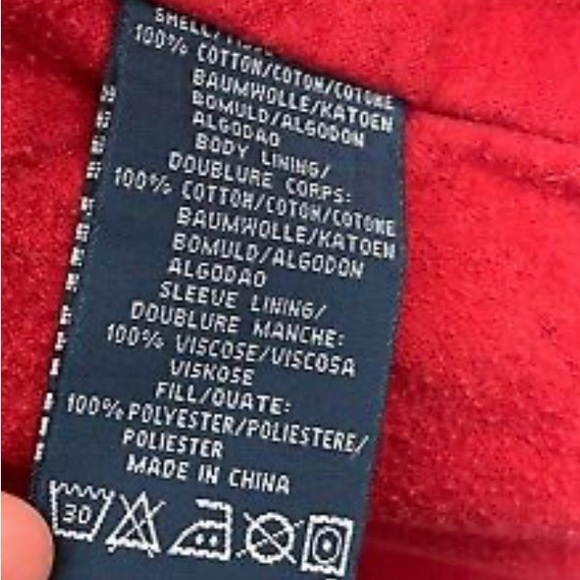 SHELL/TISSU
100% COTTON/COTON/COTONE
BAUMWOLLE/KATOEN
BOMULD/ALGODON
ALGODAO
BODY LINING/
DOUBLURE CORPS:
100% COTTON/COTON/COTONE
BAUMWOLLE/KATOEN
BOMULD/ALGODON
ALGODAO
SLEEVE LINING/
DOUBLURE MANCHE:
100% VISCOSE/VISCOSA
VISKOSE
FILL/OUATE:
100% POLYESTER/POLIESTERE/
POLIESTER
MADE IN CHINA
30